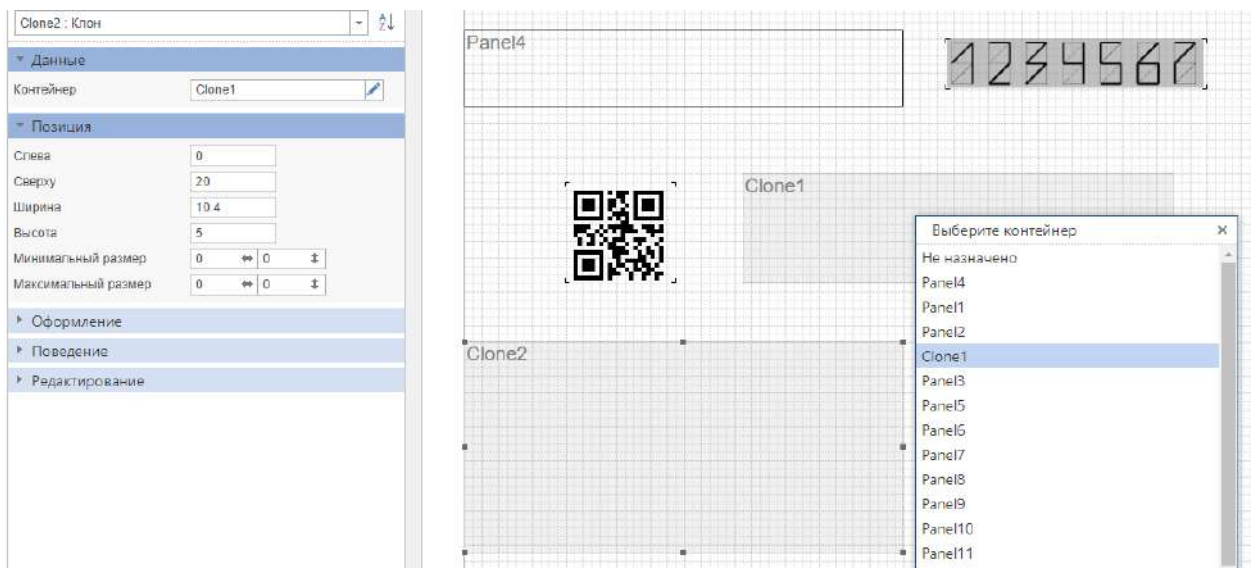 Clone2 : Клон
Данные
Контейнер Clone1
Позиция
Слева 0
Сверху 20
Ширина 10.4
Высота 5
Минимальный размер 0 0
Максимальный размер 0 0
Оформление
Поведение
Редактирование
Panel4
1234567
Clone1
Clone2
Выберите контейнер
Не назначено
Panel4
Panel1
Panel2
Clone1
Panel3
Panel5
Panel6
Panel7
Panel8
Panel9
Panel10
Panel11